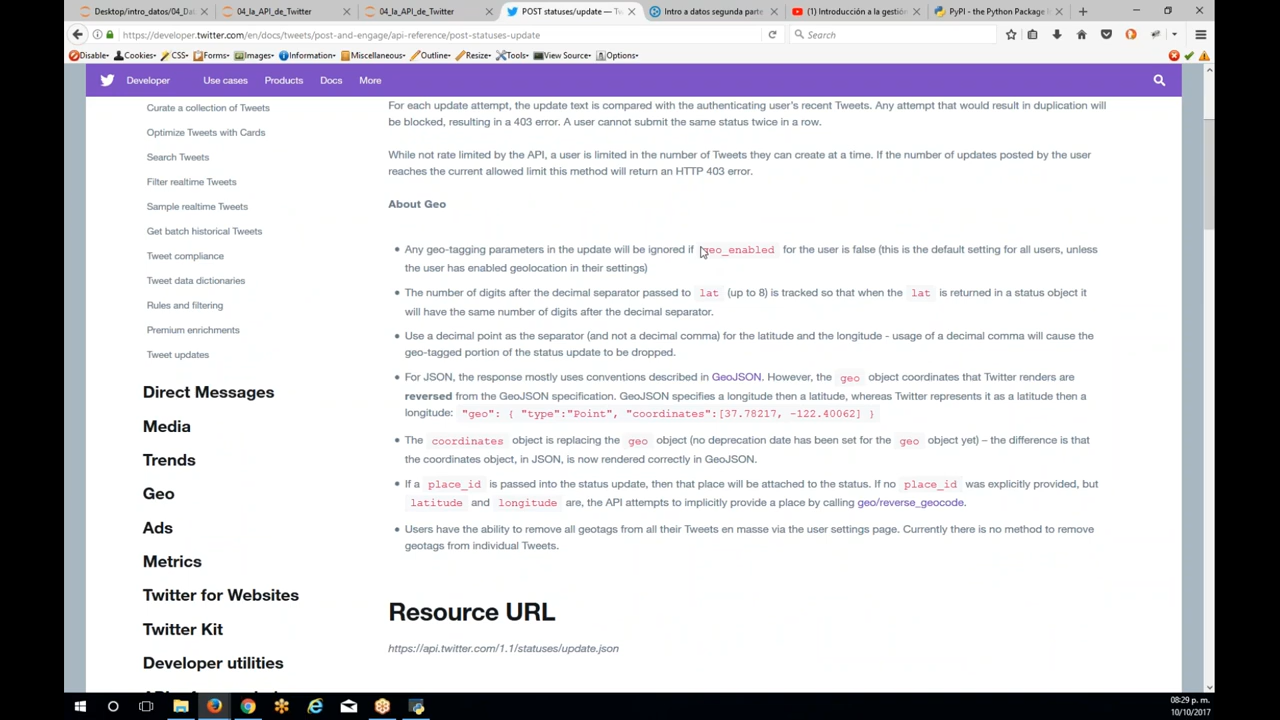 Desktop/intro_datos/04_Da
04_la_API_de_Twitter
04_la_API_de_Twitter
POST statuses/update — Tw
Intro a datos segunda parte
(1) Introducción a la gestión
PyPI - the Python Package I
https://developer.twitter.com/en/docs/tweets/post-and-engage/api-reference/post-statuses-update
Search
Disable Cookies CSS Forms Images Information Miscellaneous Outline Resize Tools View Source Options
Developer Use cases Products Docs More
Curate a collection of Tweets
Optimize Tweets with Cards
Search Tweets
Filter realtime Tweets
Sample realtime Tweets
Get batch historical Tweets
Tweet compliance
Tweet data dictionaries
Rules and filtering
Premium enrichments
Tweet updates
Direct Messages
Media
Trends
Geo
Ads
Metrics
Twitter for Websites
Twitter Kit
Developer utilities
For each update attempt, the update text is compared with the authenticating user's recent Tweets. Any attempt that would result in duplication will
be blocked, resulting in a 403 error. A user cannot submit the same status twice in a row.
While not rate limited by the API, a user is limited in the number of Tweets they can create at a time. If the number of updates posted by the user
reaches the current allowed limit this method will return an HTTP 403 error.
About Geo
Any geo-tagging parameters in the update will be ignored if geo_enabled for the user is false (this is the default setting for all users, unless
the user has enabled geolocation in their settings)
The number of digits after the decimal separator passed to lat (up to 8) is tracked so that when the lat is returned in a status object it
will have the same number of digits after the decimal separator.
Use a decimal point as the separator (and not a decimal comma) for the latitude and the longitude - usage of a decimal comma will cause the
geo-tagged portion of the status update to be dropped.
For JSON, the response mostly uses conventions described in GeoJSON. However, the geo object coordinates that Twitter renders are
reversed from the GeoJSON specification. GeoJSON specifies a longitude then a latitude, whereas Twitter represents it as a latitude then a
longitude: "geo": { "type":"Point", "coordinates":[37.78217, -122.40062] }
The coordinates object is replacing the geo object (no deprecation date has been set for the geo object yet) – the difference is that
the coordinates object, in JSON, is now rendered correctly in GeoJSON.
If a place_id is passed into the status update, then that place will be attached to the status. If no place_id was explicitly provided, but
latitude and longitude are, the API attempts to implicitly provide a place by calling geo/reverse_geocode.
Users have the ability to remove all geotags from all their Tweets en masse via the user settings page. Currently there is no method to remove
geotags from individual Tweets.
Resource URL
https://api.twitter.com/1.1/statuses/update.json
08:29 p. m.
10/10/2017